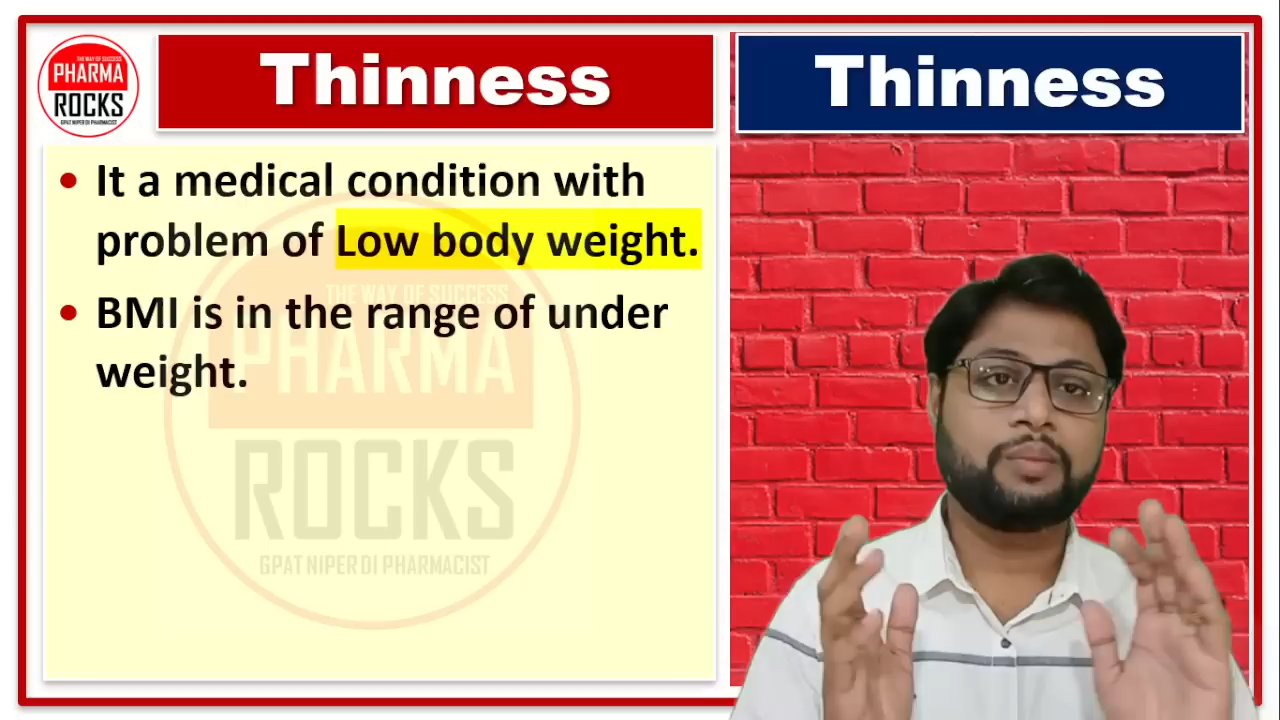 THE WAY OF SUCCESS
PHARMA
ROCKS
GPAT NIPER DI PHARMACIST
Thinness
Thinness
• It a medical condition with
problem of Low body weight.
• BMI is in the range of under
weight.
THE WAY OF SUCCESS
PHARMA
ROCKS
GPAT NIPER DI PHARMACIST